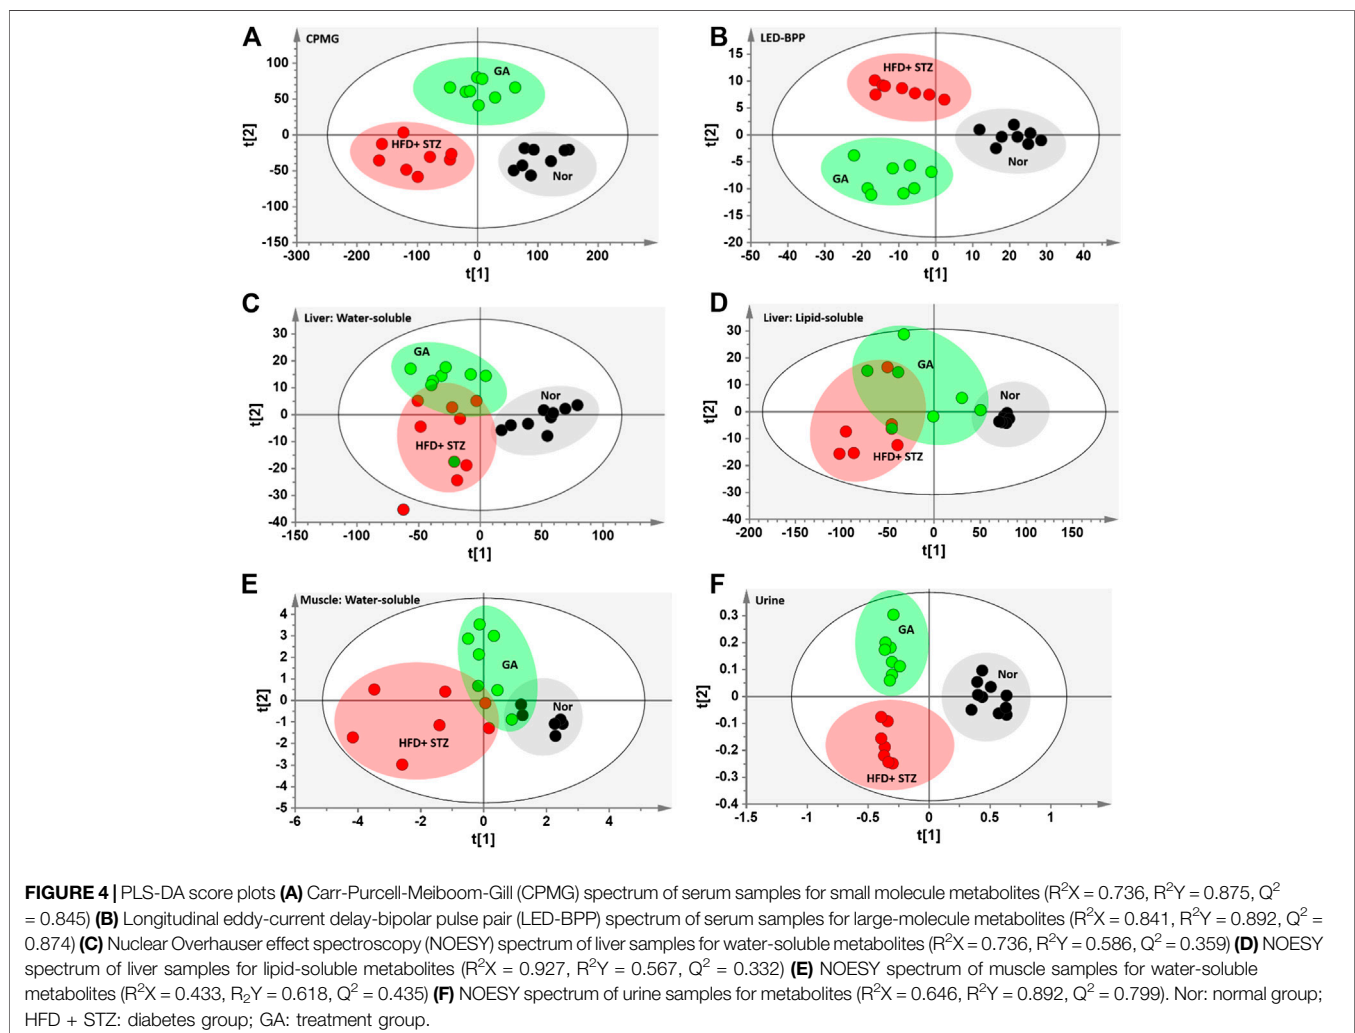 A
CPMG
GA
HFD+ STZ
Nor
t[2]
100
50
0
-50
-100
-150
-300
-200
-100
0
100
200
t[1]
B
LED-BPP
HFD+ STZ
Nor
GA
t[2]
15
10
5
0
-5
-10
-15
-20
-50
-40
-30
-20
-10
0
10
20
30
40
t[1]
C
Liver: Water-soluble
GA
Nor
HFD+ STZ
t[2]
30
20
10
0
-10
-20
-30
-40
-150
-100
-50
0
50
100
t[1]
D
Liver: Lipid-soluble
GA
Nor
HFD+ STZ
t[2]
30
20
10
0
-10
-20
-30
-40
-200
-150
-100
-50
0
50
100
150
t[1]
E
Muscle: Water-soluble
GA
Nor
HFD+ STZ
t[2]
4
3
2
1
0
-1
-2
-3
-4
-5
-6
-4
-2
0
2
4
t[1]
F
Urine
GA
Nor
HFD+ STZ
t[2]
0.3
0.2
0.1
0
-0.1
-0.2
-0.3
-0.4
-1.5
-1
-0.5
0
0.5
1
t[1]
FIGURE 4 | PLS-DA score plots (A) Carr-Purcell-Meiboom-Gill (CPMG) spectrum of serum samples for small molecule metabolites (R²X = 0.736, R²Y = 0.875, Q²
= 0.845) (B) Longitudinal eddy-current delay-bipolar pulse pair (LED-BPP) spectrum of serum samples for large-molecule metabolites (R²X = 0.841, R²Y = 0.892, Q² =
0.874) (C) Nuclear Overhauser effect spectroscopy (NOESY) spectrum of liver samples for water-soluble metabolites (R²X = 0.736, R²Y = 0.586, Q² = 0.359) (D) NOESY
spectrum of liver samples for lipid-soluble metabolites (R²X = 0.927, R²Y = 0.567, Q² = 0.332) (E) NOESY spectrum of muscle samples for water-soluble
metabolites (R²X = 0.433, R₂Y = 0.618, Q² = 0.435) (F) NOESY spectrum of urine samples for metabolites (R²X = 0.646, R²Y = 0.892, Q² = 0.799). Nor: normal group;
HFD + STZ: diabetes group; GA: treatment group.